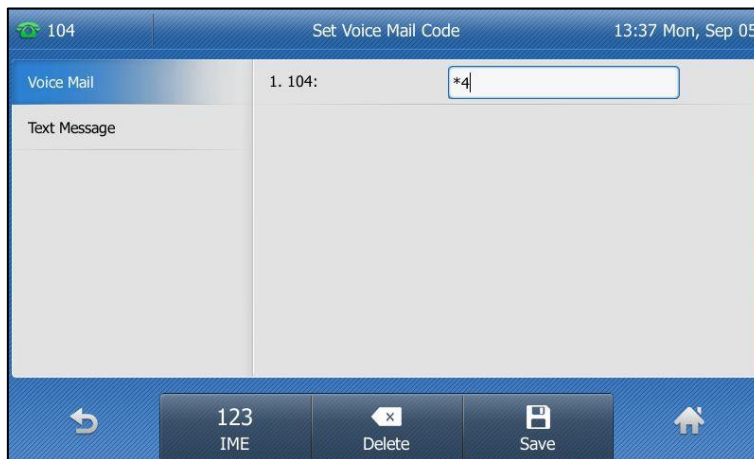 104 Set Voice Mail Code 13:37 Mon, Sep 05
Voice Mail 1. 104: *4
Text Message
123
IME Delete Save